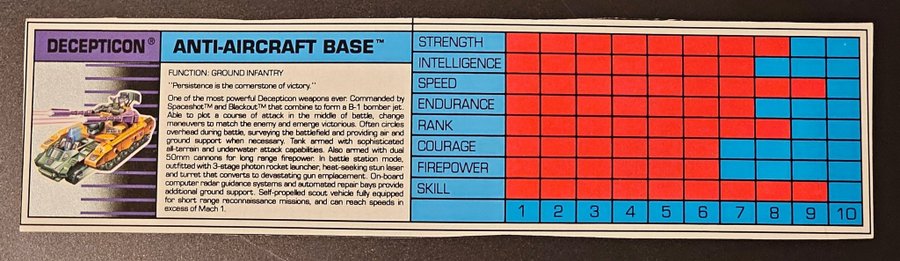 DECEPTICON®
ANTI-AIRCRAFT BASE™
FUNCTION: GROUND INFANTRY
"Persistence is the cornerstone of victory."
One of the most powerful Decepticon weapons ever. Commanded by
Spaceshot™ and Blackout™ that combine to form a B-1 bomber jet.
Able to plot a course of attack in the middle of battle, change
maneuvers to match the enemy and emerge victorious. Often circles
overhead during battle, surveying the battlefield and providing air and
ground support when necessary. Tank armed with sophisticated
all-terrain and underwater attack capabilities. Also armed with dual
50mm cannons for long range firepower. In battle station mode,
outfitted with 3-stage photon rocket launcher, heat-seeking stun laser
and turret that converts to devastating gun emplacement. On-board
computer radar guidance systems and automated repair bays provide
additional ground support. Self-propelled scout vehicle fully equipped
for short range reconnaissance missions, and can reach speeds in
excess of Mach 1.
STRENGTH
INTELLIGENCE
SPEED
ENDURANCE
RANK
COURAGE
FIREPOWER
SKILL
1 2 3 4 5 6 7 8 9 10